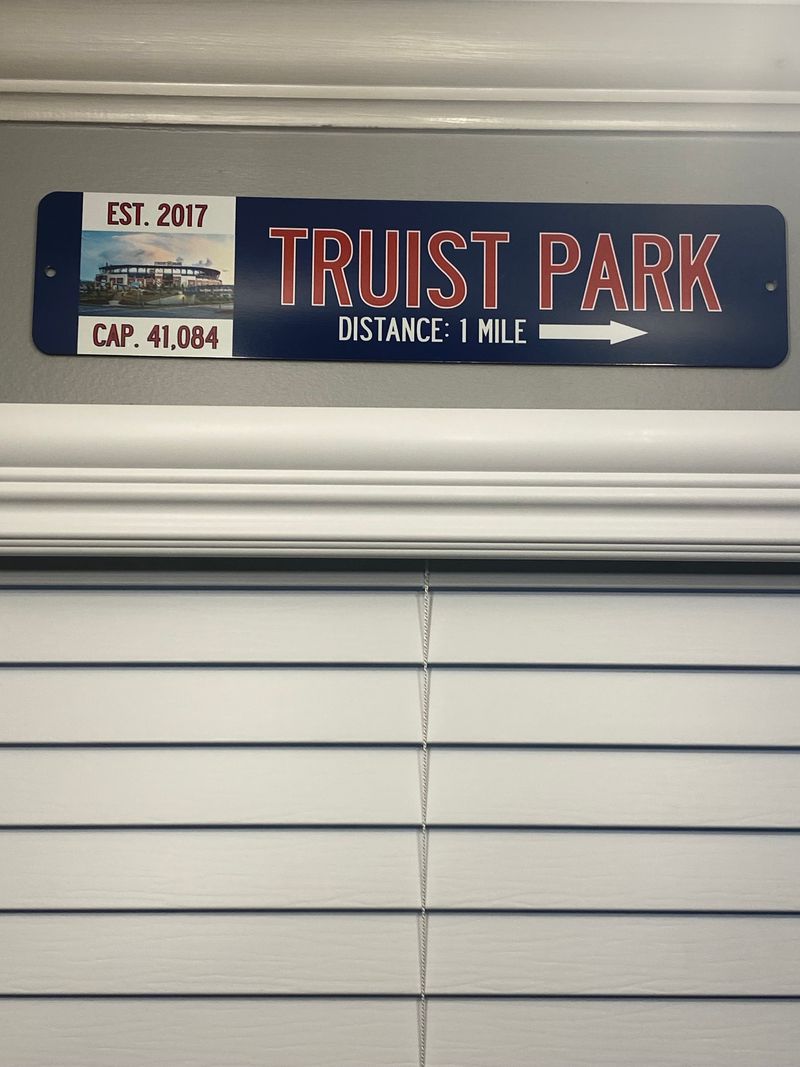 EST. 2017
CAP. 41,084
TRUIST PARK
DISTANCE: 1 MILE